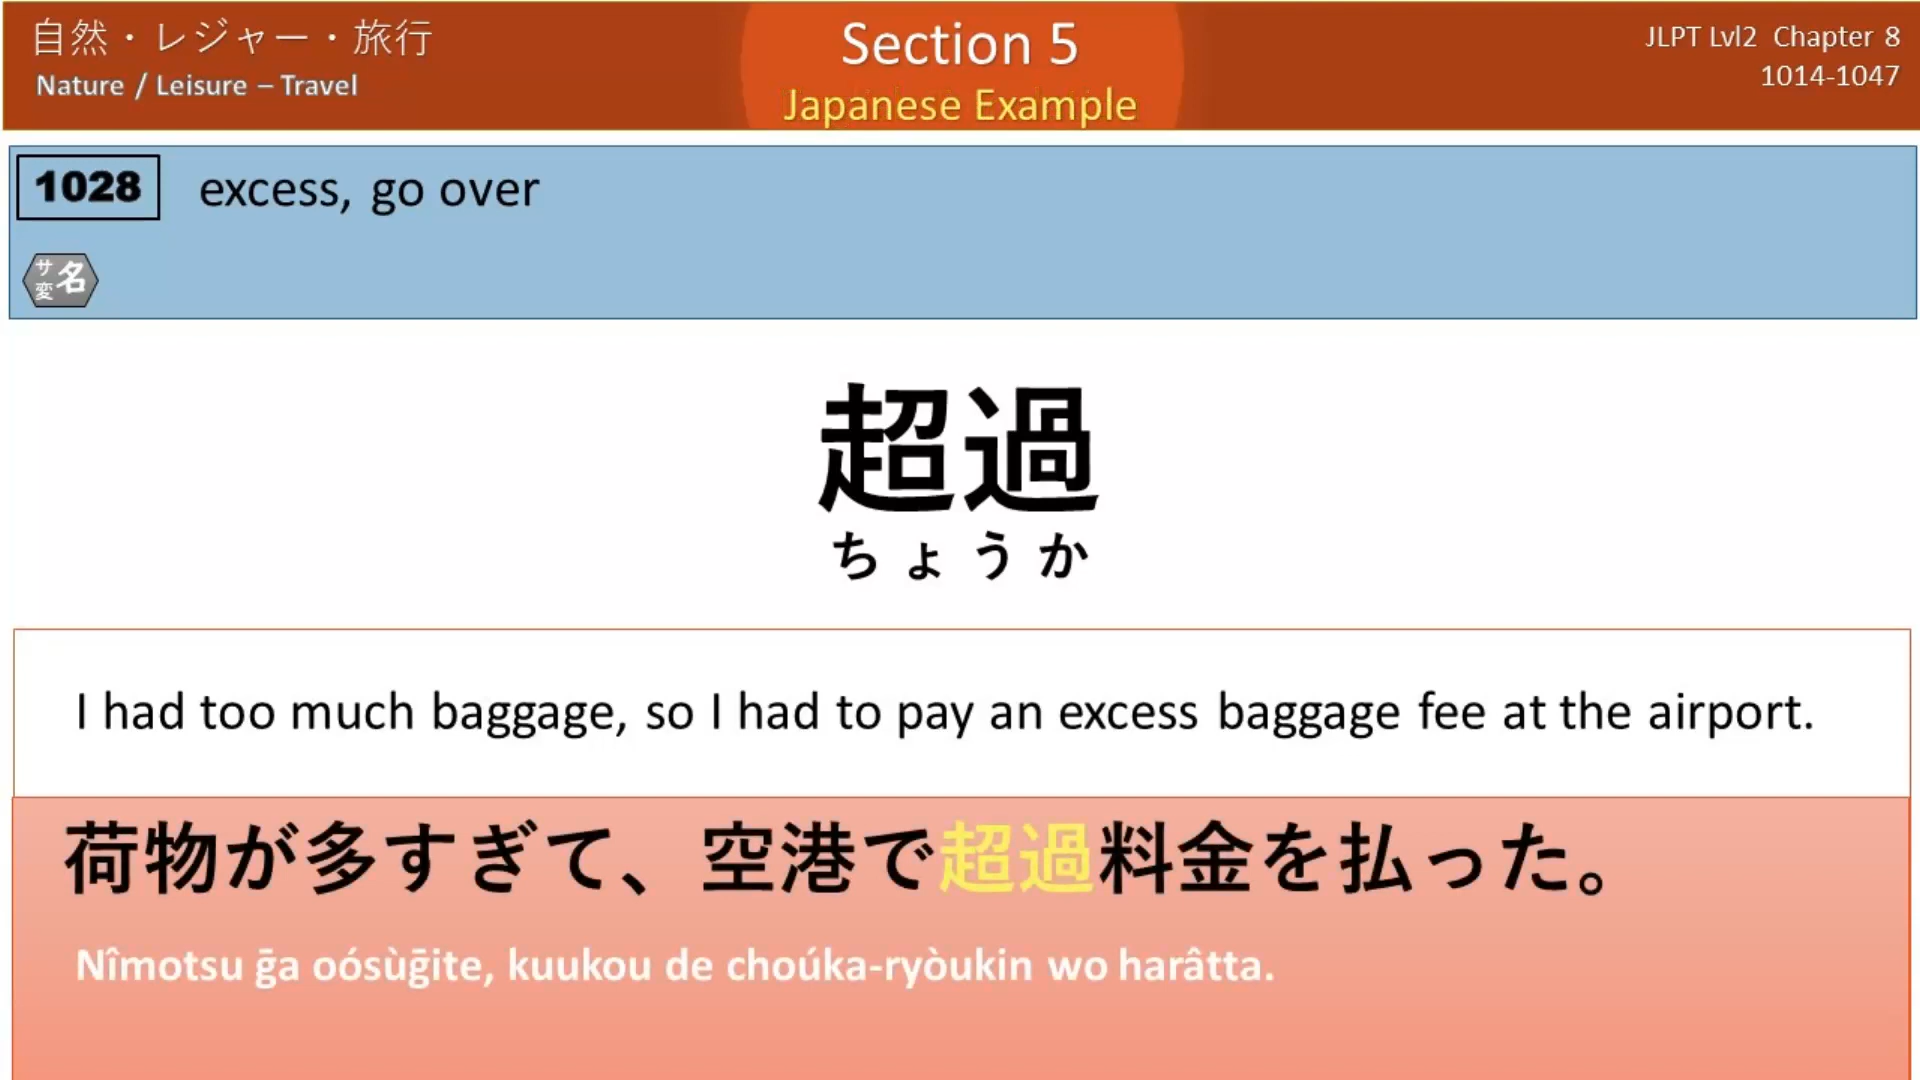 自然・レジャー・旅行
Nature / Leisure – Travel
Section 5
Japanese Example
JLPT Lvl2 Chapter 8
1014-1047
1028 excess, go over
サ変 名
超過
ちょうか
I had too much baggage, so I had to pay an excess baggage fee at the airport.
荷物が多すぎて、空港で超過料金を払った。
Nîmotsu ḡa oósùḡite, kuukou de choúka-ryòukin wo harâtta.